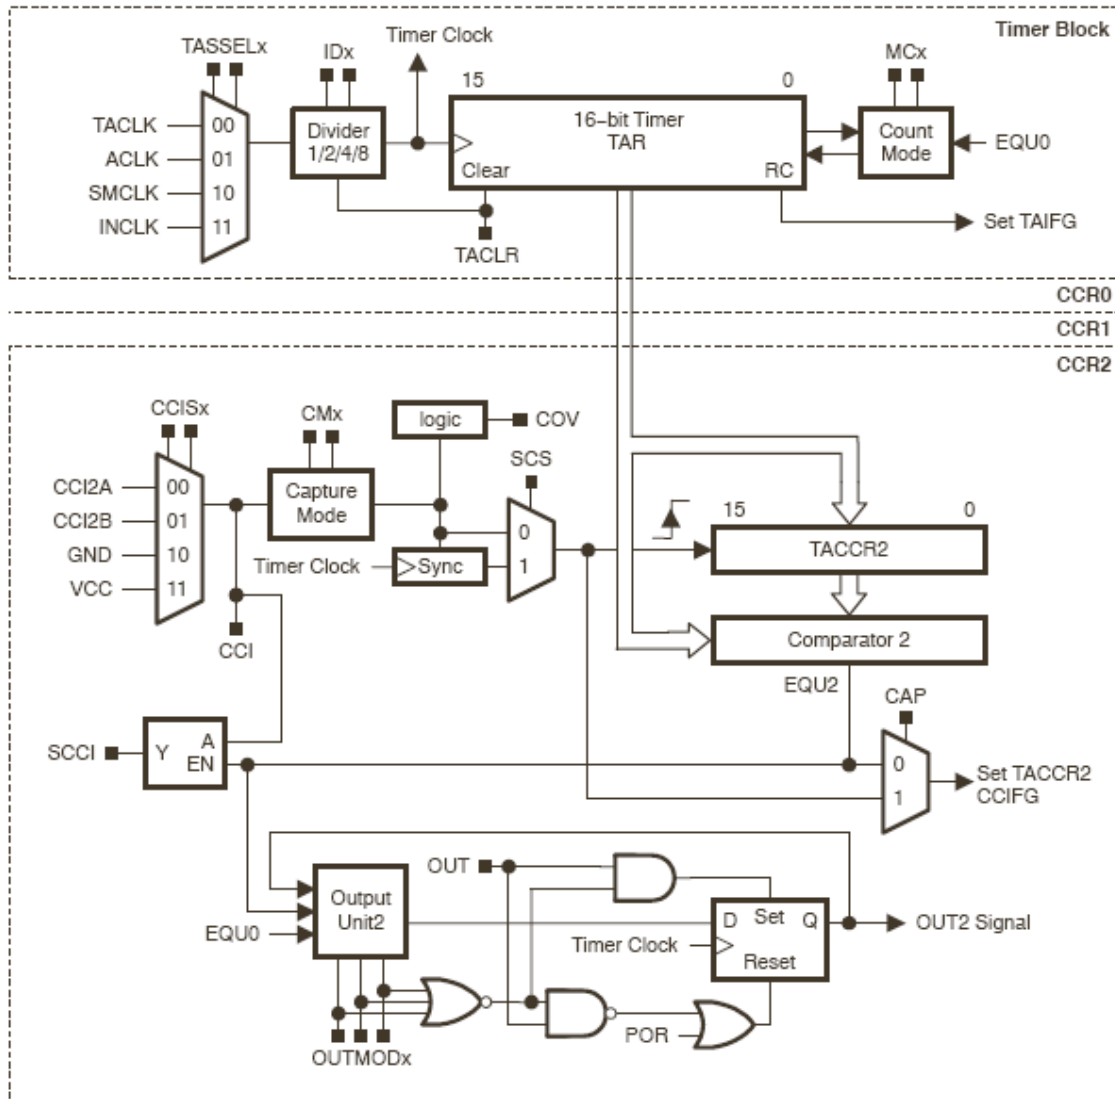 Timer Block
Timer Clock
TASSELx
IDx
MCx
15
0
TACLK
ACLK
SMCLK
INCLK
00
01
10
11
Divider
1/2/4/8
16-bit Timer
TAR
Clear
RC
Count
Mode
EQU0
Set TAIFG
TACLR
CCR0
CCR1
CCR2
CCISx
CMx
logic
COV
SCS
CCI2A
CCI2B
GND
VCC
00
01
10
11
Capture
Mode
Timer Clock
Sync
0
1
15
0
TACCR2
CCI
Comparator 2
EQU2
CAP
SCCI
Y
A
EN
0
1
Set TACCR2
CCIFG
OUT
Output
Unit2
EQU0
D
Set
Q
OUT2 Signal
Timer Clock
Reset
POR
OUTMODx